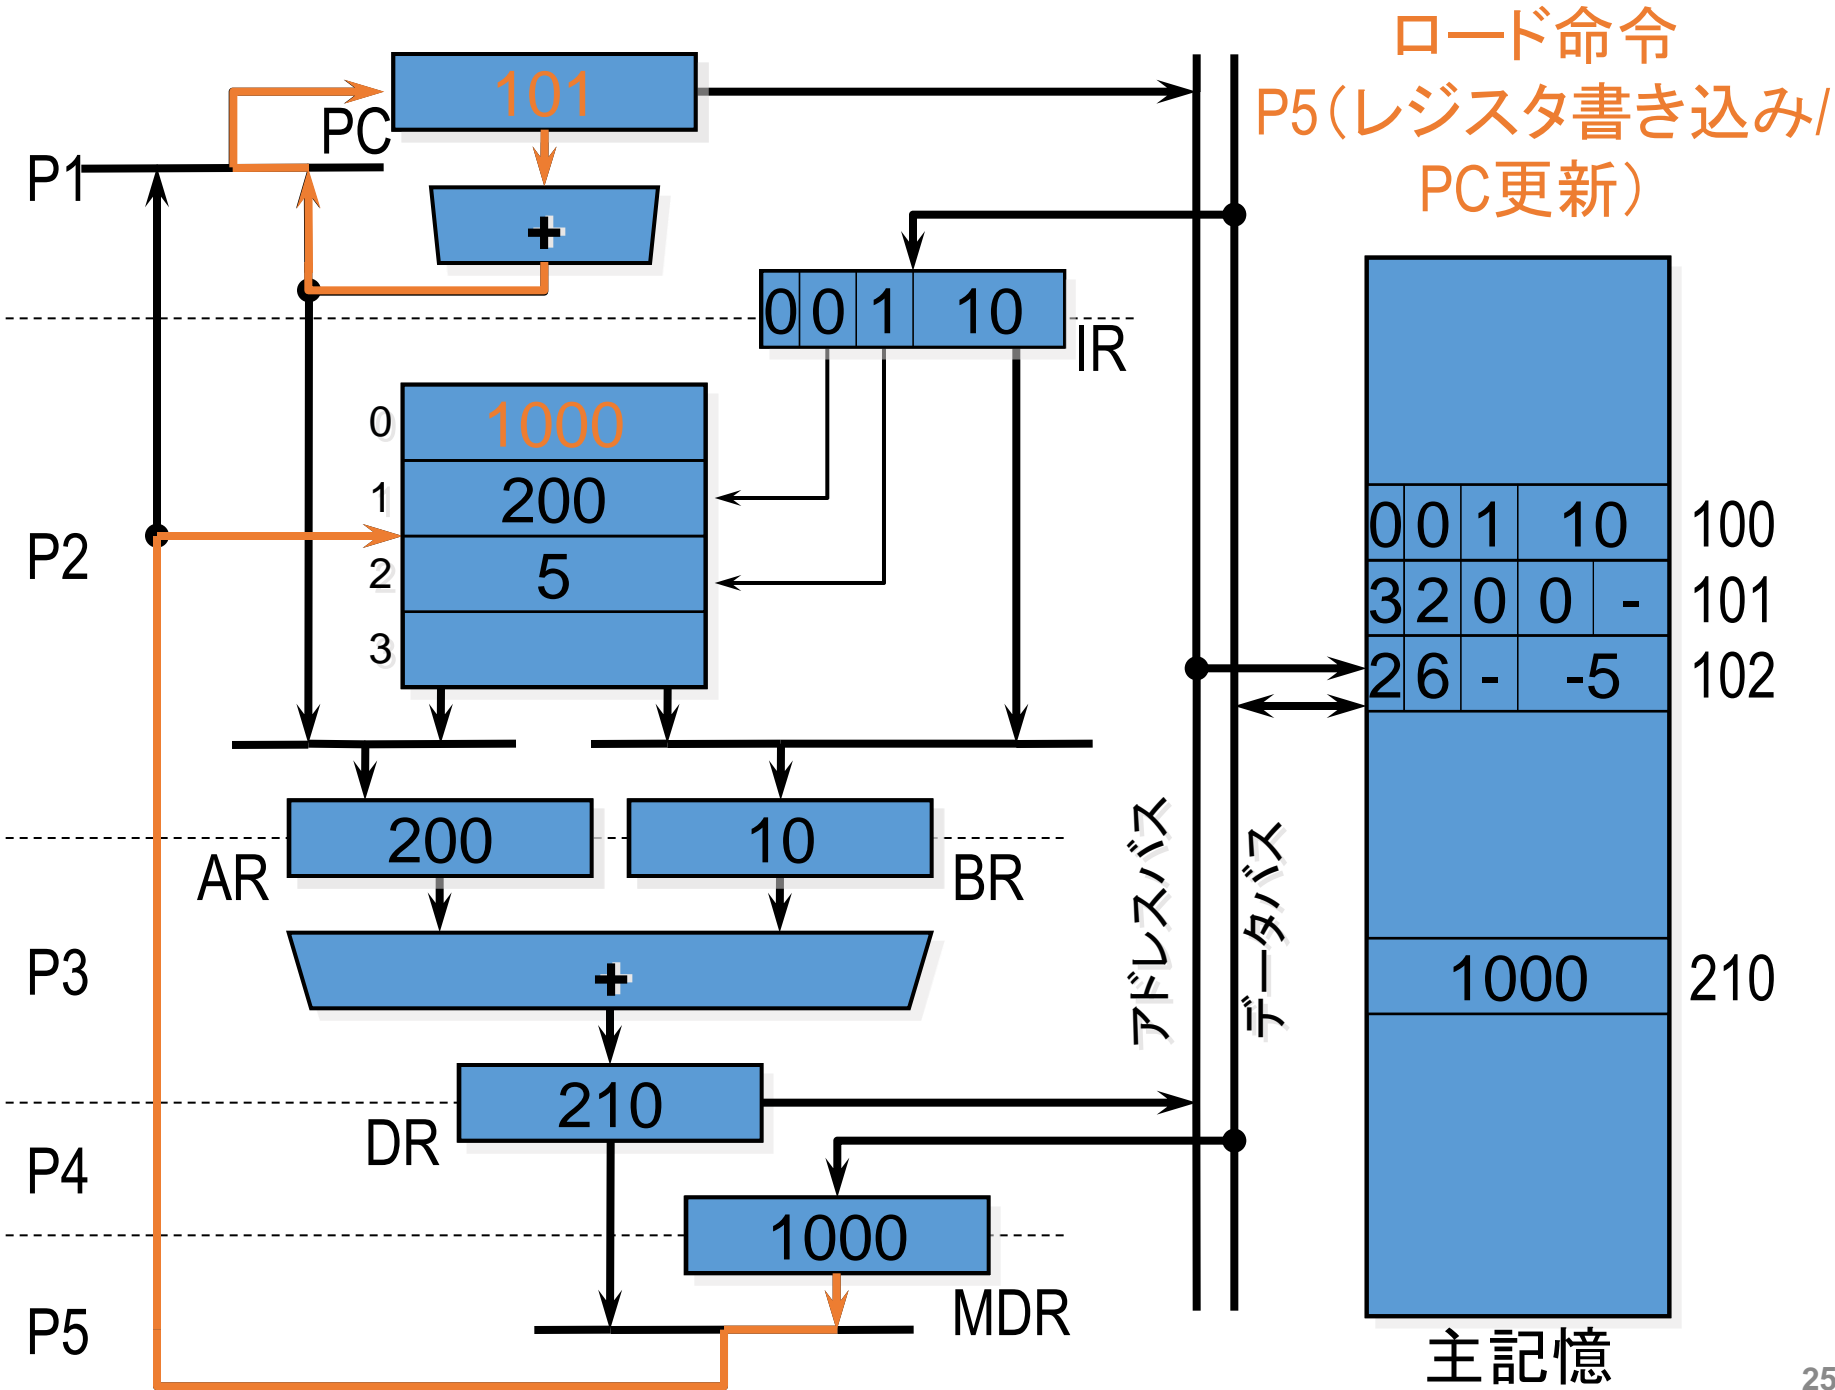 ロード命令
P5（レジスタ書き込み/
PC更新）
101
PC
P1
+
0 0 1 10
IR
0 1000
1 200
2 5
3
P2
0 0 1 10 100
3 2 0 0 - 101
2 6 - -5 102
200
AR
10
BR
アドレスバス
データバス
P3
+
1000 210
210
DR
P4
1000
MDR
P5
主記憶
25